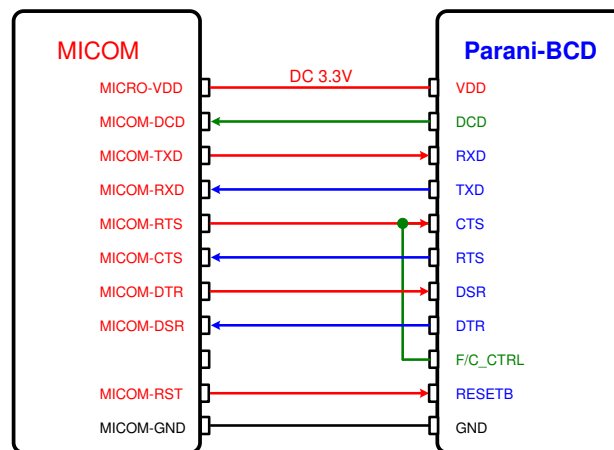 MICOM Parani-BCD
MICRO-VDD DC 3.3V VDD
MICOM-DCD DCD
MICOM-TXD RXD
MICOM-RXD TXD
MICOM-RTS CTS
MICOM-CTS RTS
MICOM-DTR DSR
MICOM-DSR DTR
F/C_CTRL
MICOM-RST RESETB
MICOM-GND GND